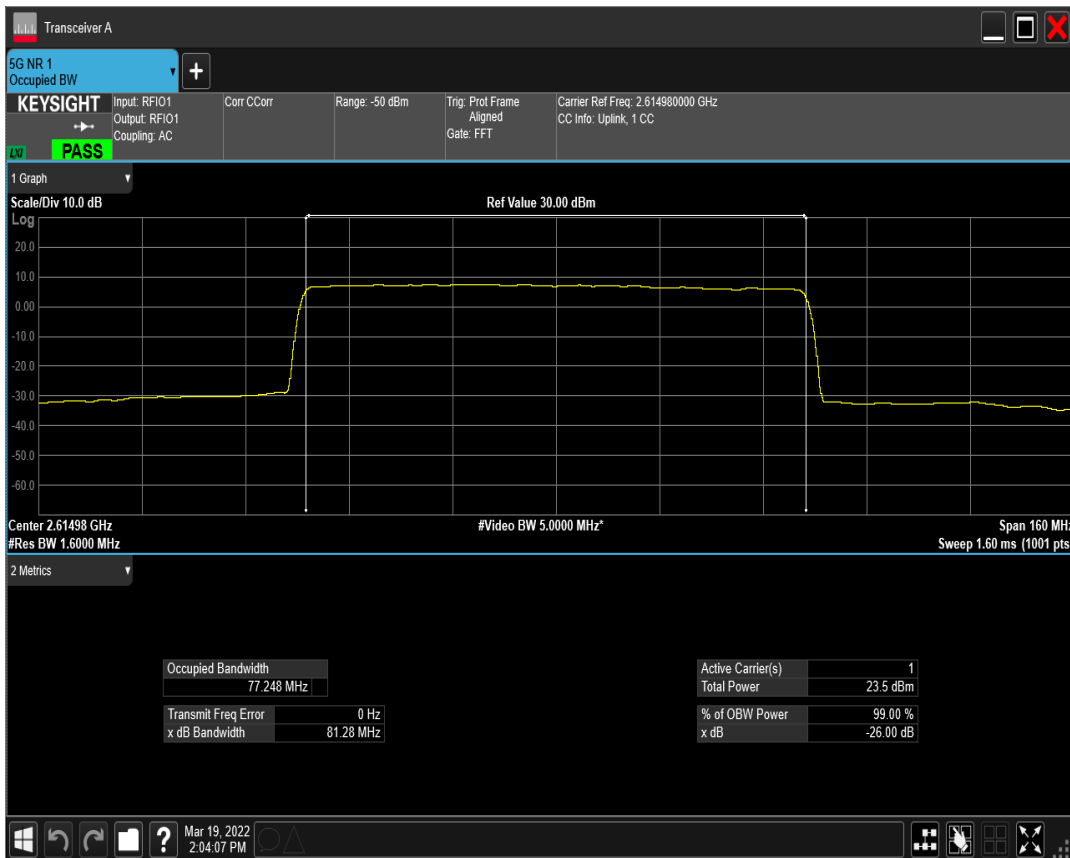 Transceiver A
5G NR 1
Occupied BW
KEYSIGHT
LXI
PASS
Input: RFIO1
Output: RFIO1
Coupling: AC
Corr CCorr
Range: -50 dBm
Trig: Prot Frame
Aligned
Gate: FFT
Carrier Ref Freq: 2.614980000 GHz
CC Info: Uplink, 1 CC
1 Graph
Scale/Div 10.0 dB
Ref Value 30.00 dBm
Log
20.0
10.0
0.00
-10.0
-20.0
-30.0
-40.0
-50.0
-60.0
Center 2.61498 GHz
#Video BW 5.0000 MHz*
Span 160 MHz
#Res BW 1.6000 MHz
Sweep 1.60 ms (1001 pts
2 Metrics
Occupied Bandwidth
77.248 MHz
Transmit Freq Error 0 Hz
x dB Bandwidth 81.28 MHz
Active Carrier(s) 1
Total Power 23.5 dBm
% of OBW Power 99.00 %
x dB -26.00 dB
?
Mar 19, 2022
2:04:07 PM